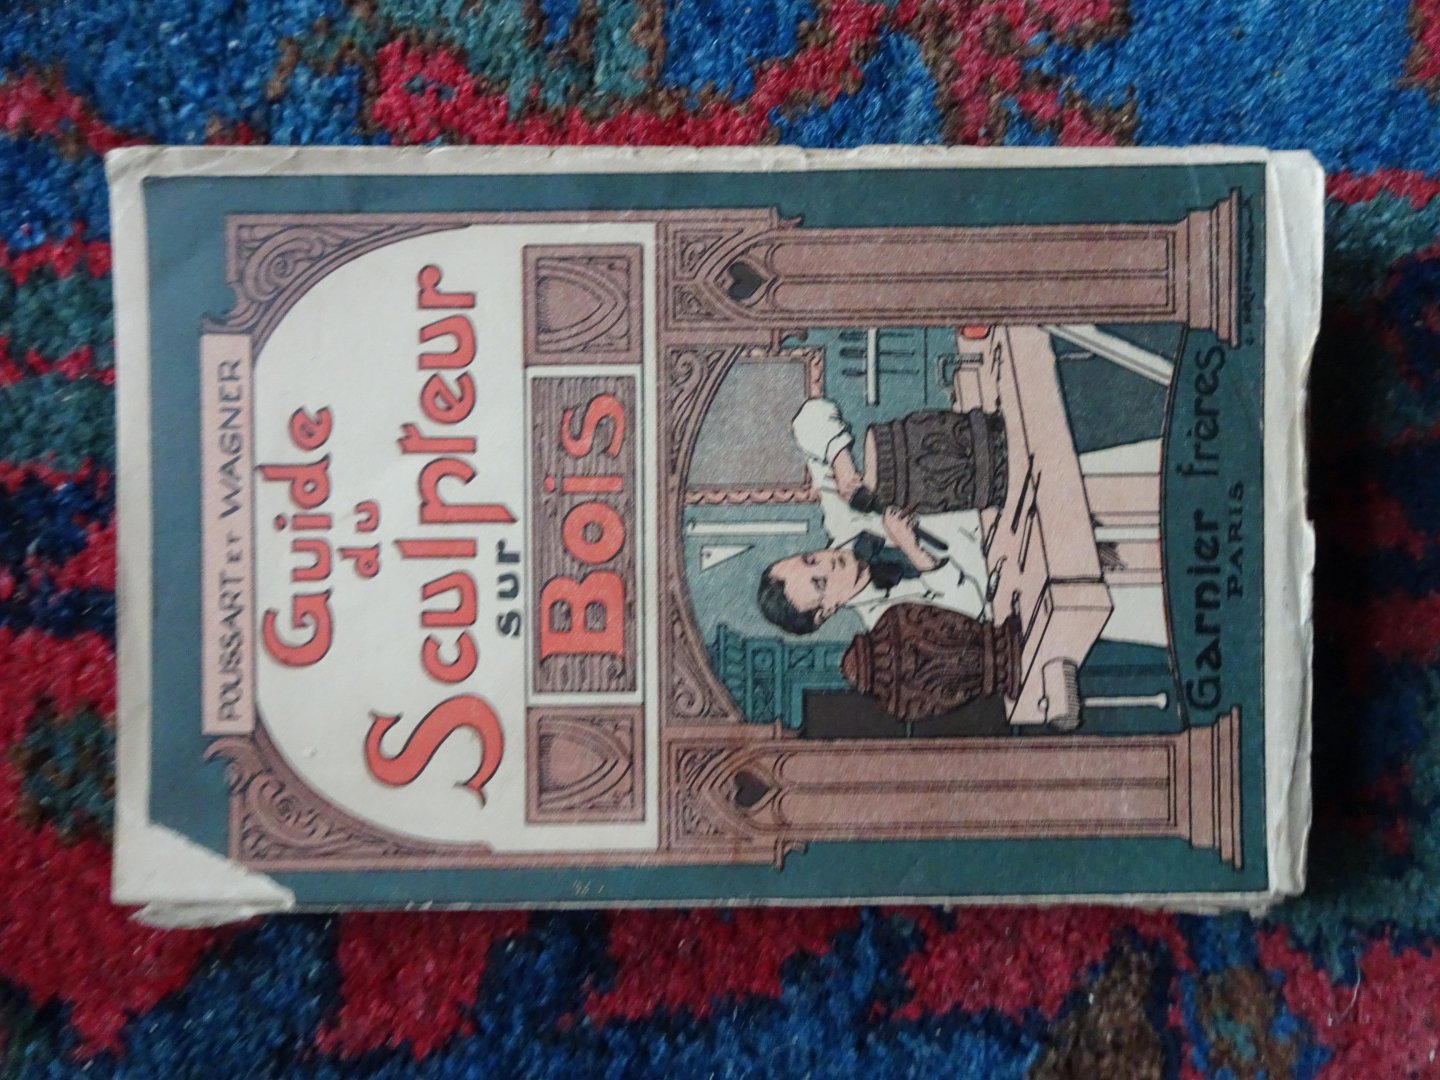 POUSSART ET WAGNER
Guide
du
Sculpteur
sur
Bois
Garnier Frères
PARIS